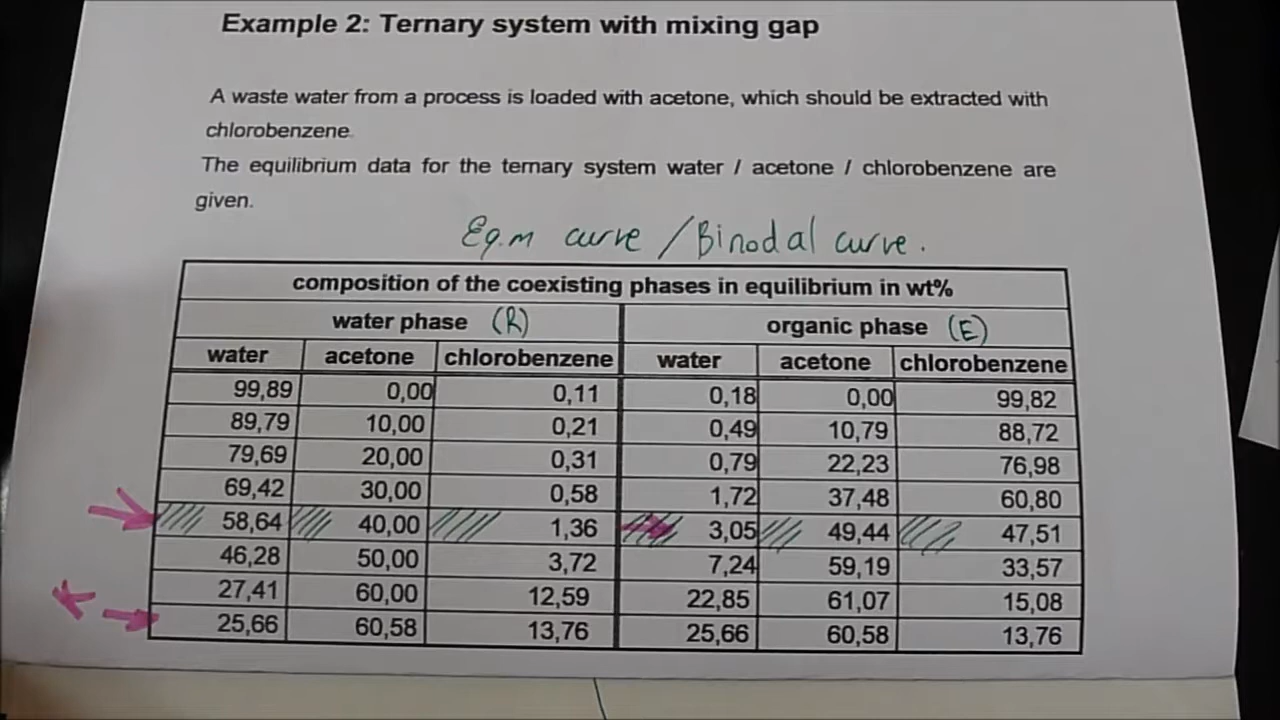 Example 2: Ternary system with mixing gap
A waste water from a process is loaded with acetone, which should be extracted with
chlorobenzene.
The equilibrium data for the ternary system water / acetone / chlorobenzene are
given.
Eq.m curve / Binodal curve.
composition of the coexisting phases in equilibrium in wt%
water phase (R) organic phase (E)
water acetone chlorobenzene water acetone chlorobenzene
99,89 0,00 0,11 0,18 0,00 99,82
89,79 10,00 0,21 0,49 10,79 88,72
79,69 20,00 0,31 0,79 22,23 76,98
69,42 30,00 0,58 1,72 37,48 60,80
58,64 40,00 1,36 3,05 49,44 47,51
46,28 50,00 3,72 7,24 59,19 33,57
27,41 60,00 12,59 22,85 61,07 15,08
K 25,66 60,58 13,76 25,66 60,58 13,76